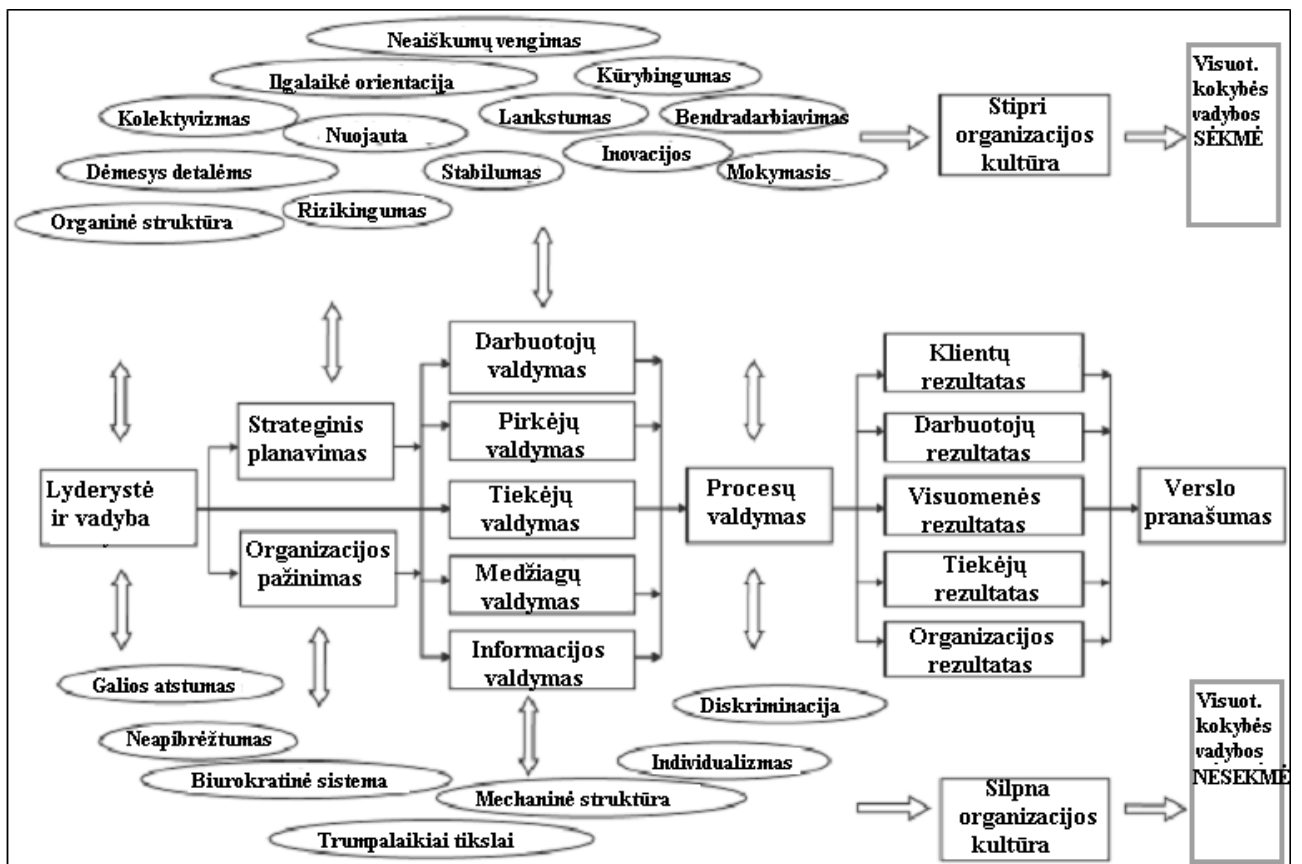 Neaiškumų vengimas
Ilgalaikė orientacija
Kūrybingumas
Kolektyvizmas
Nuojauta
Lankstumas
Bendradarbiavimas
Dėmesys detalėms
Stabilumas
Inovacijos
Mokymasis
Organinė struktūra
Rizikingumas
Stipri
organizacijos
kultūra
Visuot.
kokybės
vadybos
SĖKMĖ
Lyderystė
ir vadyba
Strateginis
planavimas
Organizacijos
pažinimas
Darbuotojų
valdymas
Pirkėjų
valdymas
Tiekėjų
valdymas
Medžiagų
valdymas
Informacijos
valdymas
Procesų
valdymas
Klientų
rezultatas
Darbuotojų
rezultatas
Visuomenės
rezultatas
Tiekėjų
rezultatas
Organizacijos
rezultatas
Verslo
pranašumas
Galios atstumas
Neapibrėžtumas
Biurokratinė sistema
Trumpalaikiai tikslai
Mechaninė struktūra
Individualizmas
Diskriminacija
Silpna
organizacijos
kultūra
Visuot.
kokybės
vadybos
NESEKMĖ